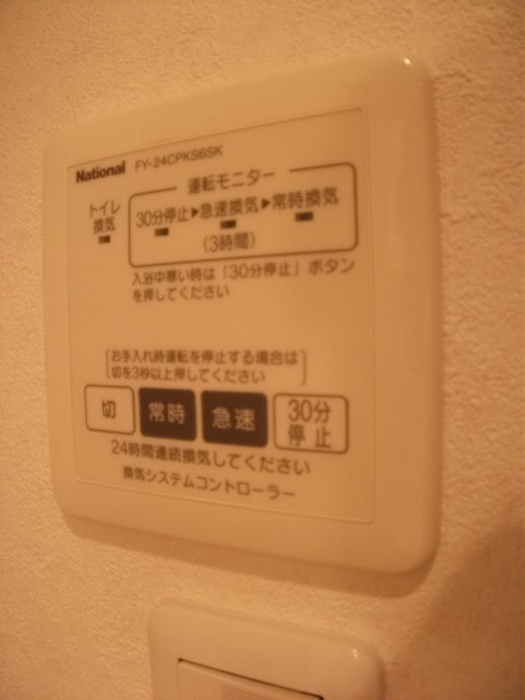 National FY-24CPKS6SK
運転モニター
トイレ
換気
30分停止▶急速換気▶常時換気
(3時間)
入浴中寒い時は「30分停止」ボタン
を押してください
お手入れ時運転を停止する場合は
切を3秒以上押してください
切 常時 急速 30分
停止
24時間連続換気してください
換気システムコントローラー